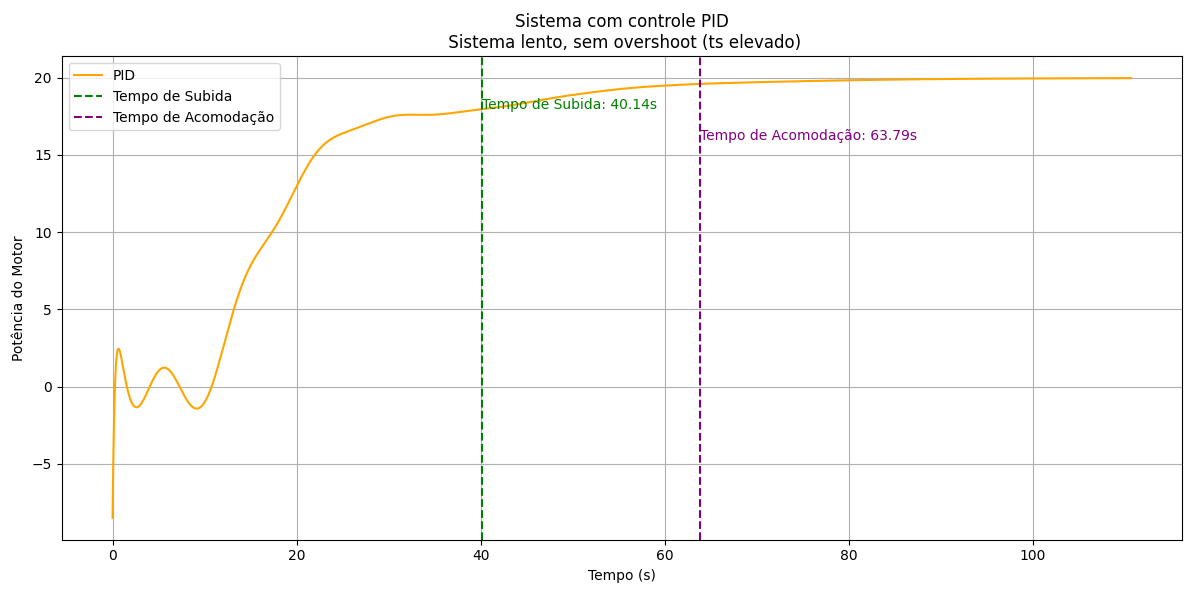 Sistema com controle PID
Sistema lento, sem overshoot (ts elevado)
PID
Tempo de Subida
Tempo de Acomodação
Tempo de Subida: 40.14s
Tempo de Acomodação: 63.79s
Potência do Motor
20
15
10
5
0
−5
0
20
40
60
80
100
Tempo (s)